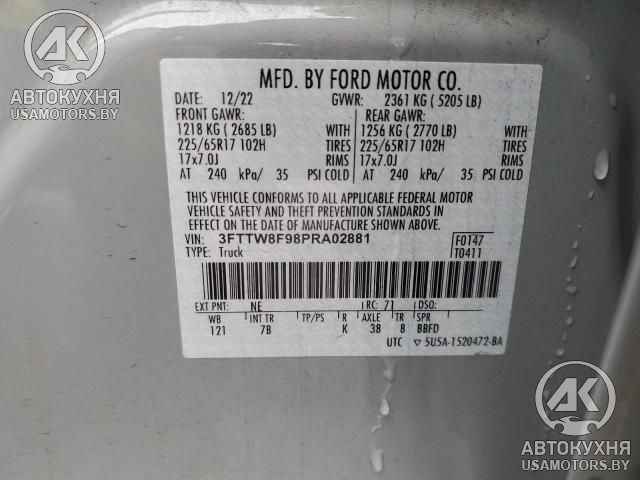 АК
АВТОКУХНЯ
USAMOTORS.BY
MFD. BY FORD MOTOR CO.
DATE: 12/22 GVWR: 2361 KG ( 5205 LB)
FRONT GAWR: REAR GAWR:
1218 KG ( 2685 LB) WITH 1256 KG ( 2770 LB) WITH
225/65R17 102H TIRES 225/65R17 102H TIRES
17x7.0J RIMS 17x7.0J RIMS
AT 240 kPa/ 35 PSI COLD AT 240 kPa/ 35 PSI COLD
THIS VEHICLE CONFORMS TO ALL APPLICABLE FEDERAL MOTOR
VEHICLE SAFETY AND THEFT PREVENTION STANDARDS IN
EFFECT ON THE DATE OF MANUFACTURE SHOWN ABOVE.
VIN: 3FTTW8F98PRA02881 F0147
TYPE: Truck T0411
EXT PNT: NE RC: 71 DSO:
WB INT TR TP/PS R AXLE TR SPR
121 7B K 38 8 BBFD
UTC ▽ 5U5A-1520472-BA
АК
АВТОКУХНЯ
USAMOTORS.BY